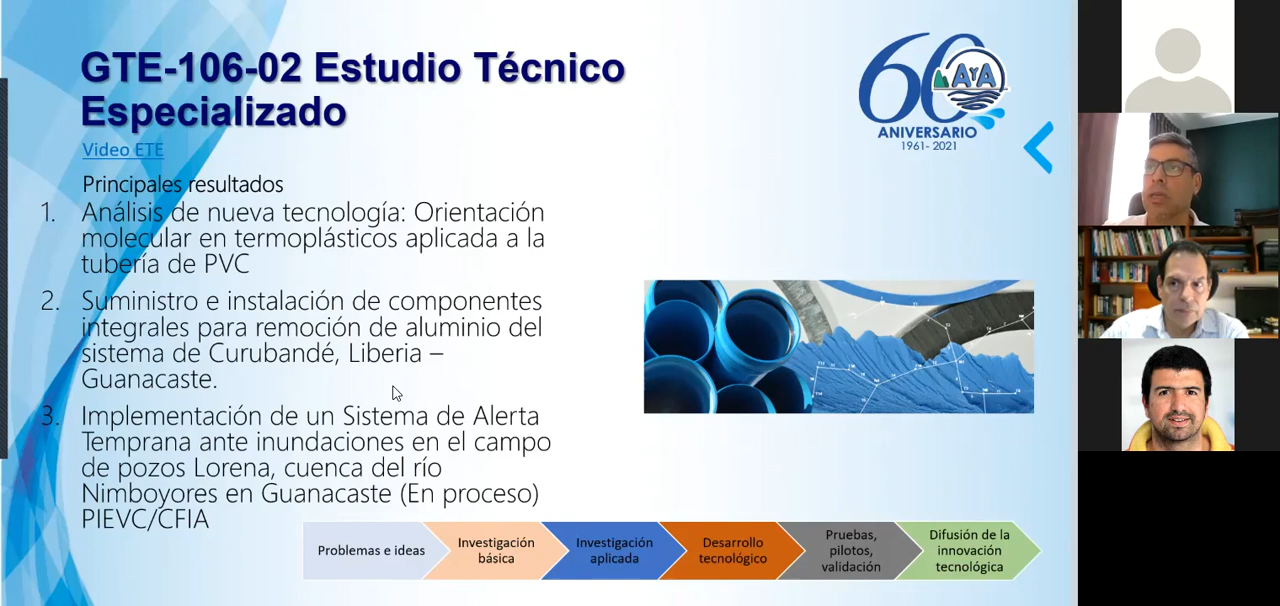 GTE-106-02 Estudio Técnico
Especializado
Video ETE
60
AyA
ANIVERSARIO
1961- 2021
Principales resultados
1. Análisis de nueva tecnología: Orientación
molecular en termoplásticos aplicada a la
tubería de PVC
2. Suministro e instalación de componentes
integrales para remoción de aluminio del
sistema de Curubandé, Liberia –
Guanacaste.
3. Implementación de un Sistema de Alerta
Temprana ante inundaciones en el campo
de pozos Lorena, cuenca del río
Nimboyores en Guanacaste (En proceso)
PIEVC/CFIA
Problemas e ideas
Investigación
básica
Investigación
aplicada
Desarrollo
tecnológico
Pruebas,
pilotos,
validación
Difusión de la
innovación
tecnológica